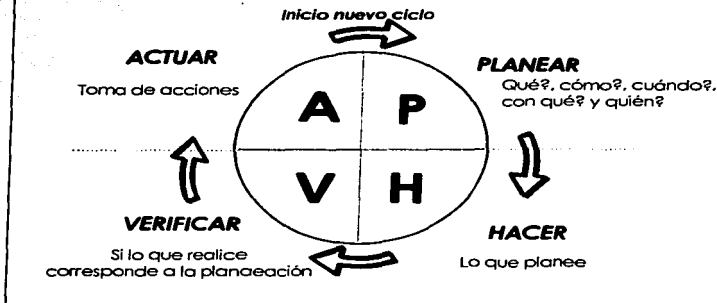 Inicio nuevo ciclo
ACTUAR
Toma de acciones
PLANEAR
Qué?, cómo?, cuándo?,
con qué? y quién?
A P
V H
VERIFICAR
Si lo que realice
corresponde a la planaeación
HACER
Lo que planee